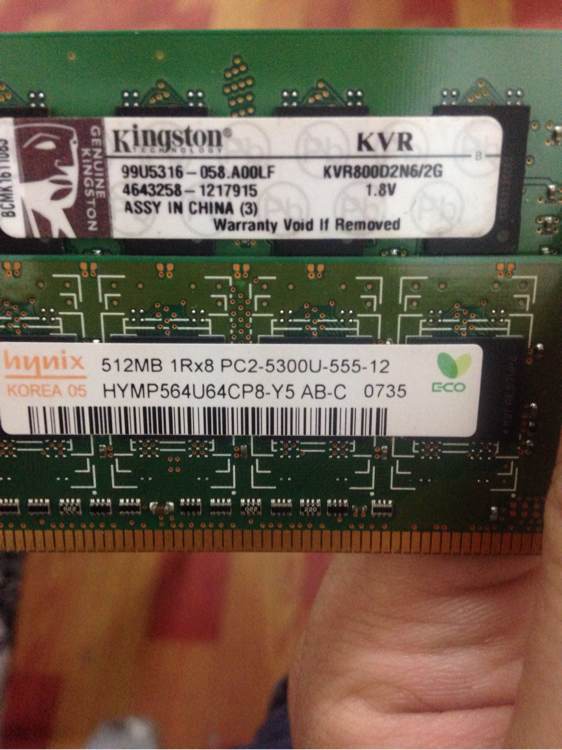 Kingston®
TECHNOLOGY
KVR
B
99U5316-058.A00LF
KVR800D2N6/2G
4643258-1217915
1.8V
ASSY IN CHINA (3)
Warranty Void If Removed
GENUINE
KINGSTON
hynix
KOREA 05
512MB 1Rx8 PC2-5300U-555-12
HYMP564U64CP8-Y5 AB-C 0735
ECO